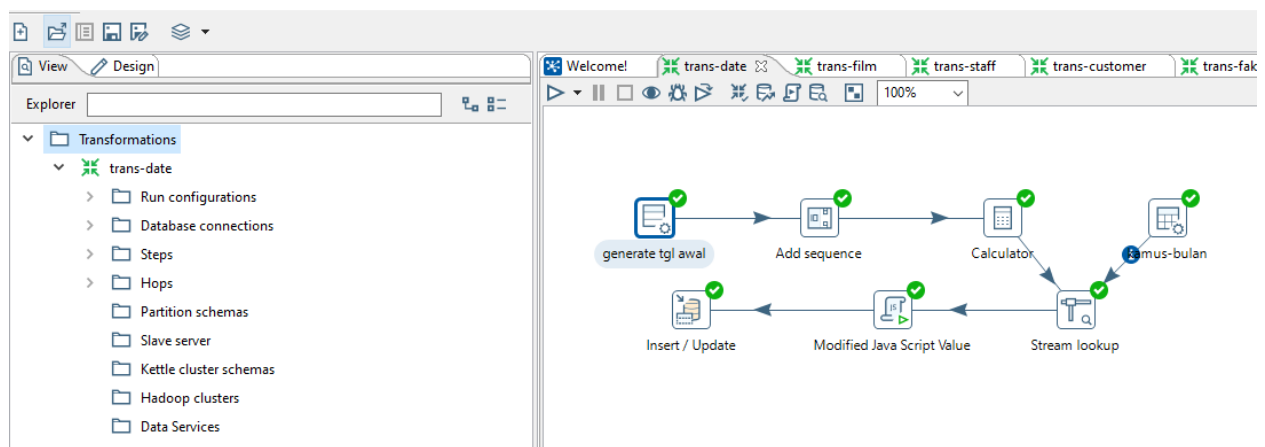 View
Design
Explorer
Transformations
trans-date
Run configurations
Database connections
Steps
Hops
Partition schemas
Slave server
Kettle cluster schemas
Hadoop clusters
Data Services
Welcome! trans-date trans-film trans-staff trans-customer trans-fak
100%
generate tgl awal Add sequence Calculator kamus-bulan
Insert / Update Modified Java Script Value Stream lookup